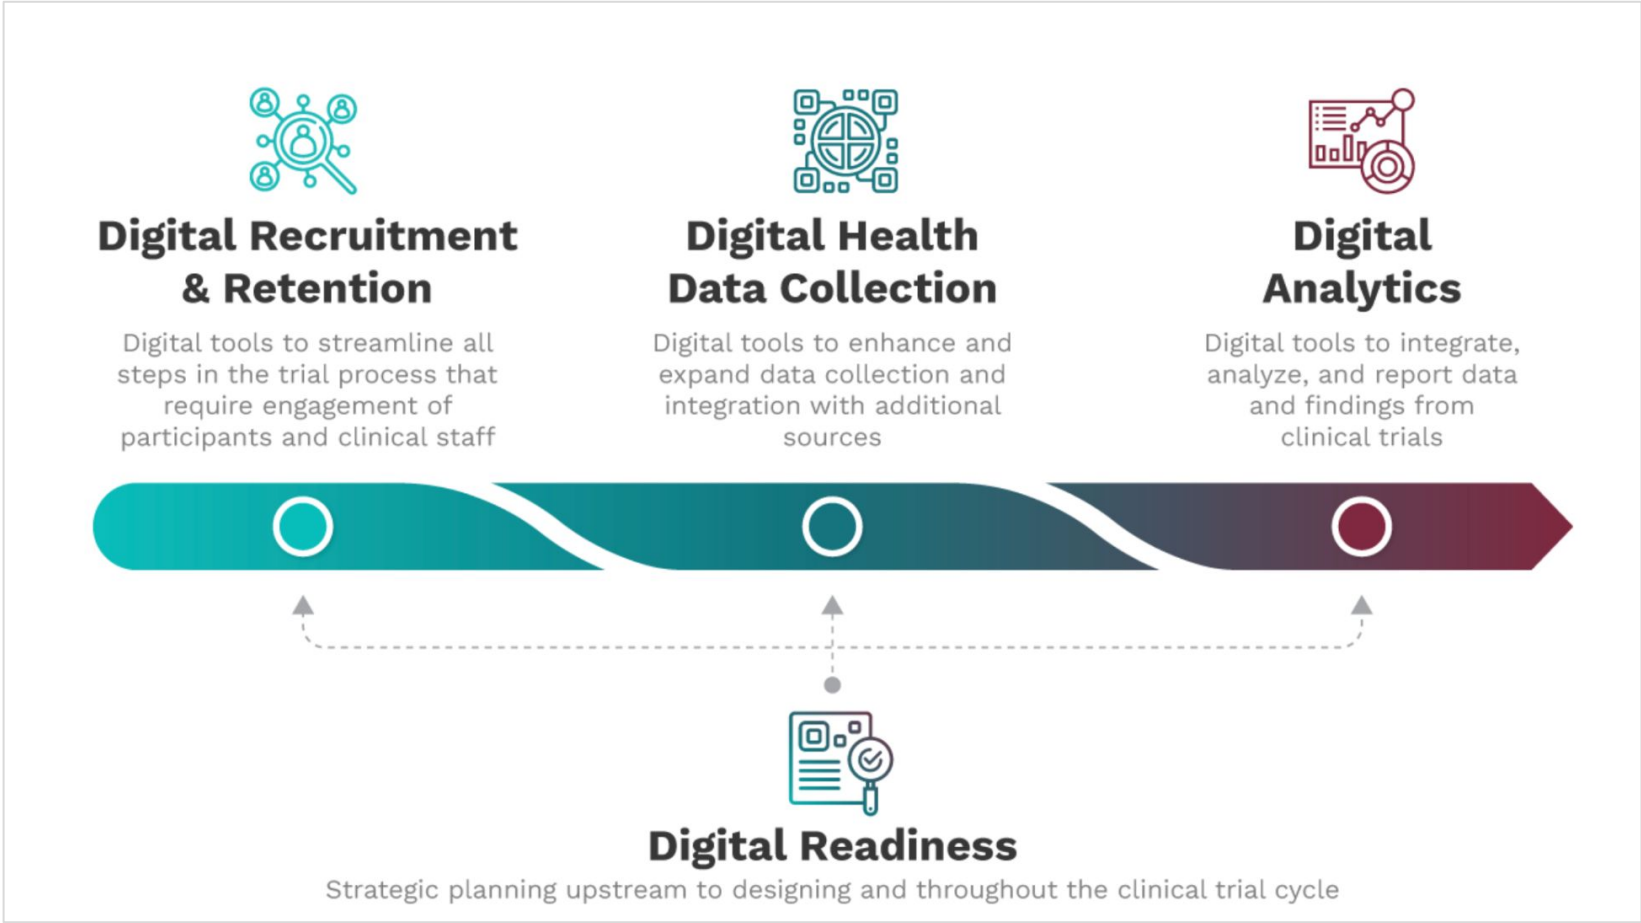 Digital Recruitment
& Retention
Digital tools to streamline all
steps in the trial process that
require engagement of
participants and clinical staff
Digital Health
Data Collection
Digital tools to enhance and
expand data collection and
integration with additional
sources
Digital
Analytics
Digital tools to integrate,
analyze, and report data
and findings from
clinical trials
Digital Readiness
Strategic planning upstream to designing and throughout the clinical trial cycle